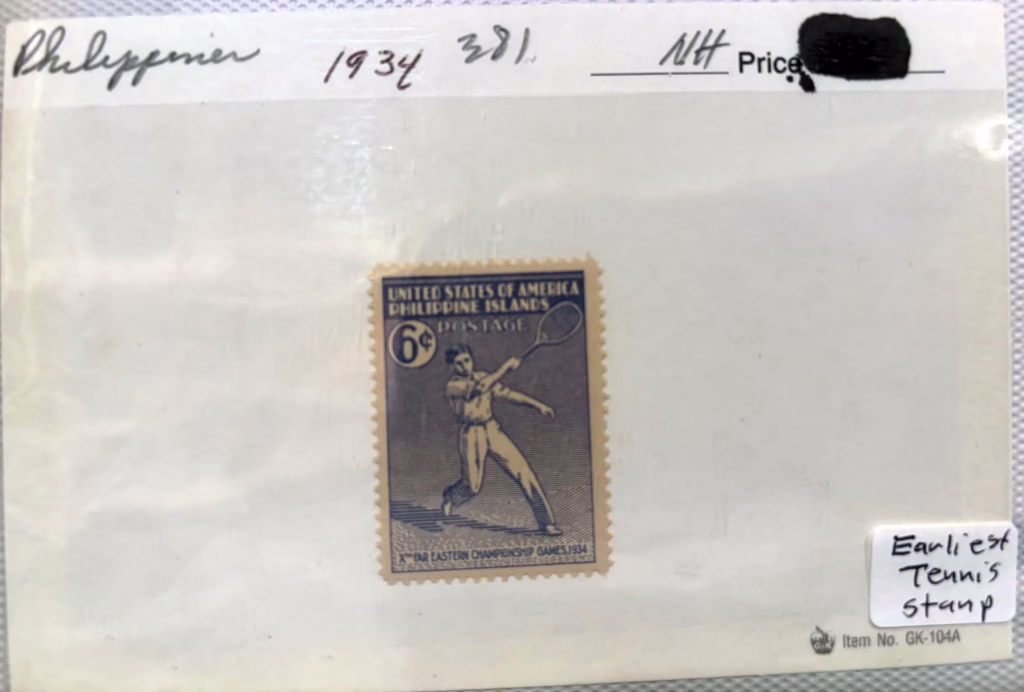 Philippines 1934 381. NH Price
UNITED STATES OF AMERICA
PHILIPPINE ISLANDS
POSTAGE
6¢
XTH FAR EASTERN CHAMPIONSHIP GAMES, 1934
Earliest
Tennis
stamp
Item No. GK-104A